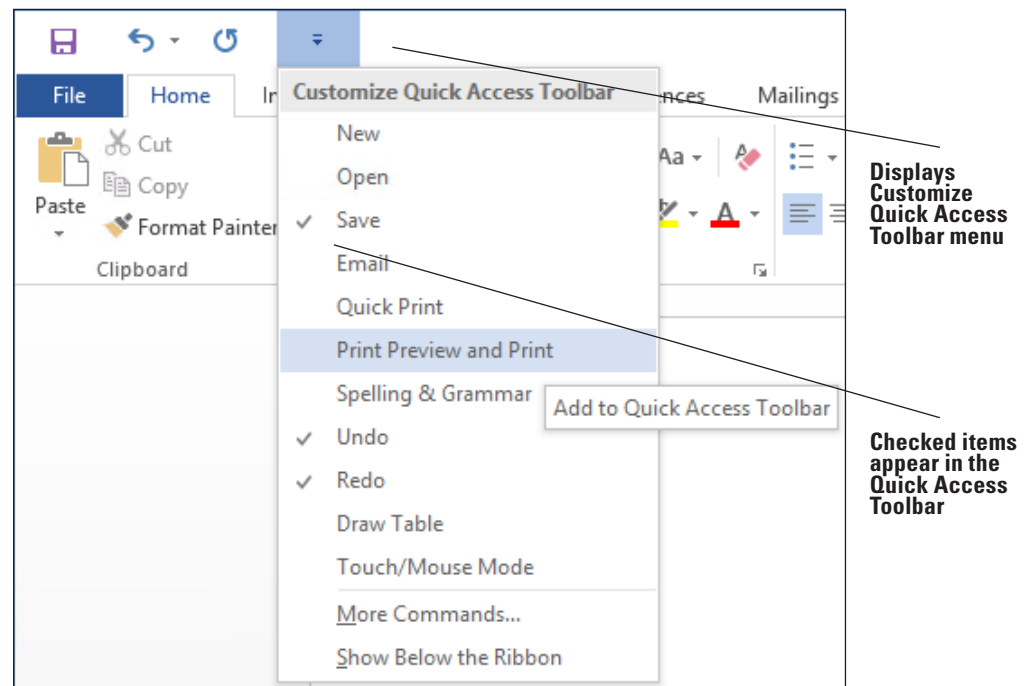 File
Home
In
Customize Quick Access Toolbar
nces
Mailings
Cut
Copy
Paste
Format Painter
Clipboard
New
Open
Save
Email
Quick Print
Print Preview and Print
Spelling & Grammar
Add to Quick Access Toolbar
Undo
Redo
Draw Table
Touch/Mouse Mode
More Commands...
Show Below the Ribbon
Aa
A
Displays
Customize
Quick Access
Toolbar menu
Checked items
appear in the
Quick Access
Toolbar